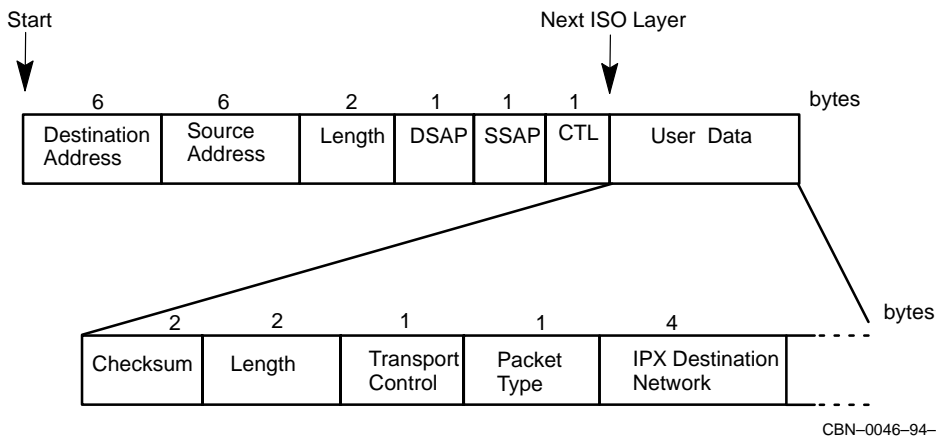 Start
Next ISO Layer
6 6 2 1 1 1 bytes
Destination Address
Source Address
Length
DSAP
SSAP
CTL
User Data
2 2 1 1 4 bytes
Checksum
Length
Transport Control
Packet Type
IPX Destination Network
CBN–0046–94–